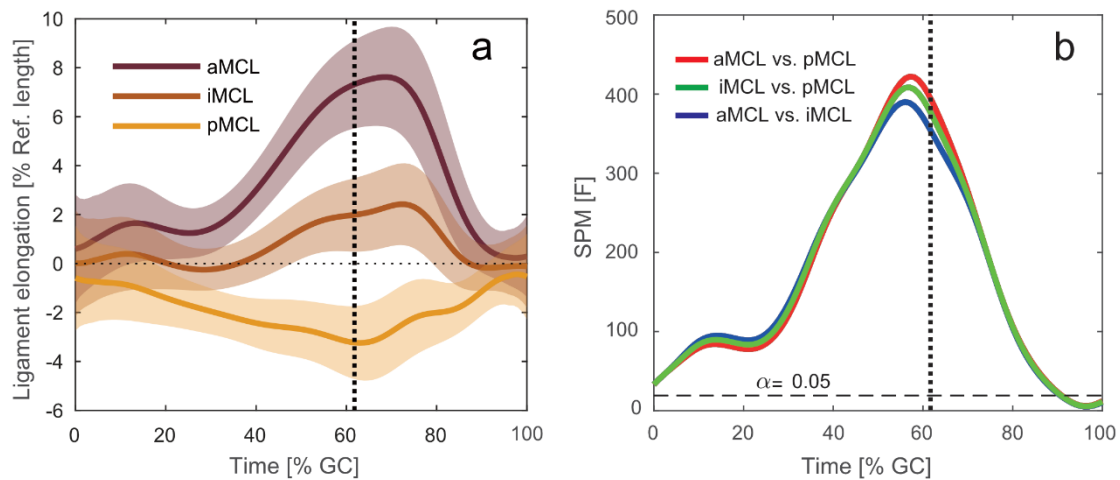 a
aMCL
iMCL
pMCL
Ligament elongation [% Ref. length]
10
8
6
4
2
0
-2
-4
-6
0 20 40 60 80 100
Time [% GC]
b
aMCL vs. pMCL
iMCL vs. pMCL
aMCL vs. iMCL
SPM [F]
500
400
300
200
100
0
α= 0.05
0 20 40 60 80 100
Time [% GC]